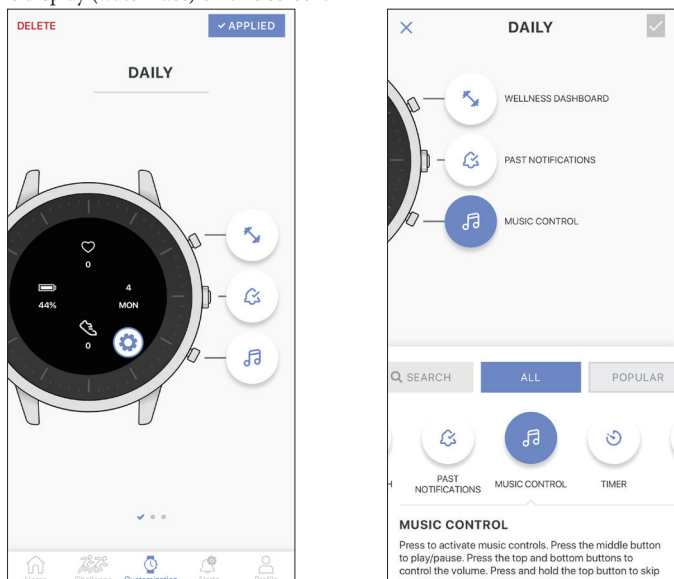 DELETE
APPLIED
DAILY
0
44%
4
MON
0
Customization
DAILY
WELLNESS DASHBOARD
PAST NOTIFICATIONS
MUSIC CONTROL
SEARCH
ALL
POPULAR
H
PAST
NOTIFICATIONS
MUSIC CONTROL
TIMER
MUSIC CONTROL
Press to activate music controls. Press the middle button
to play/pause. Press the top and bottom buttons to
control the volume. Press and hold the top button to skip